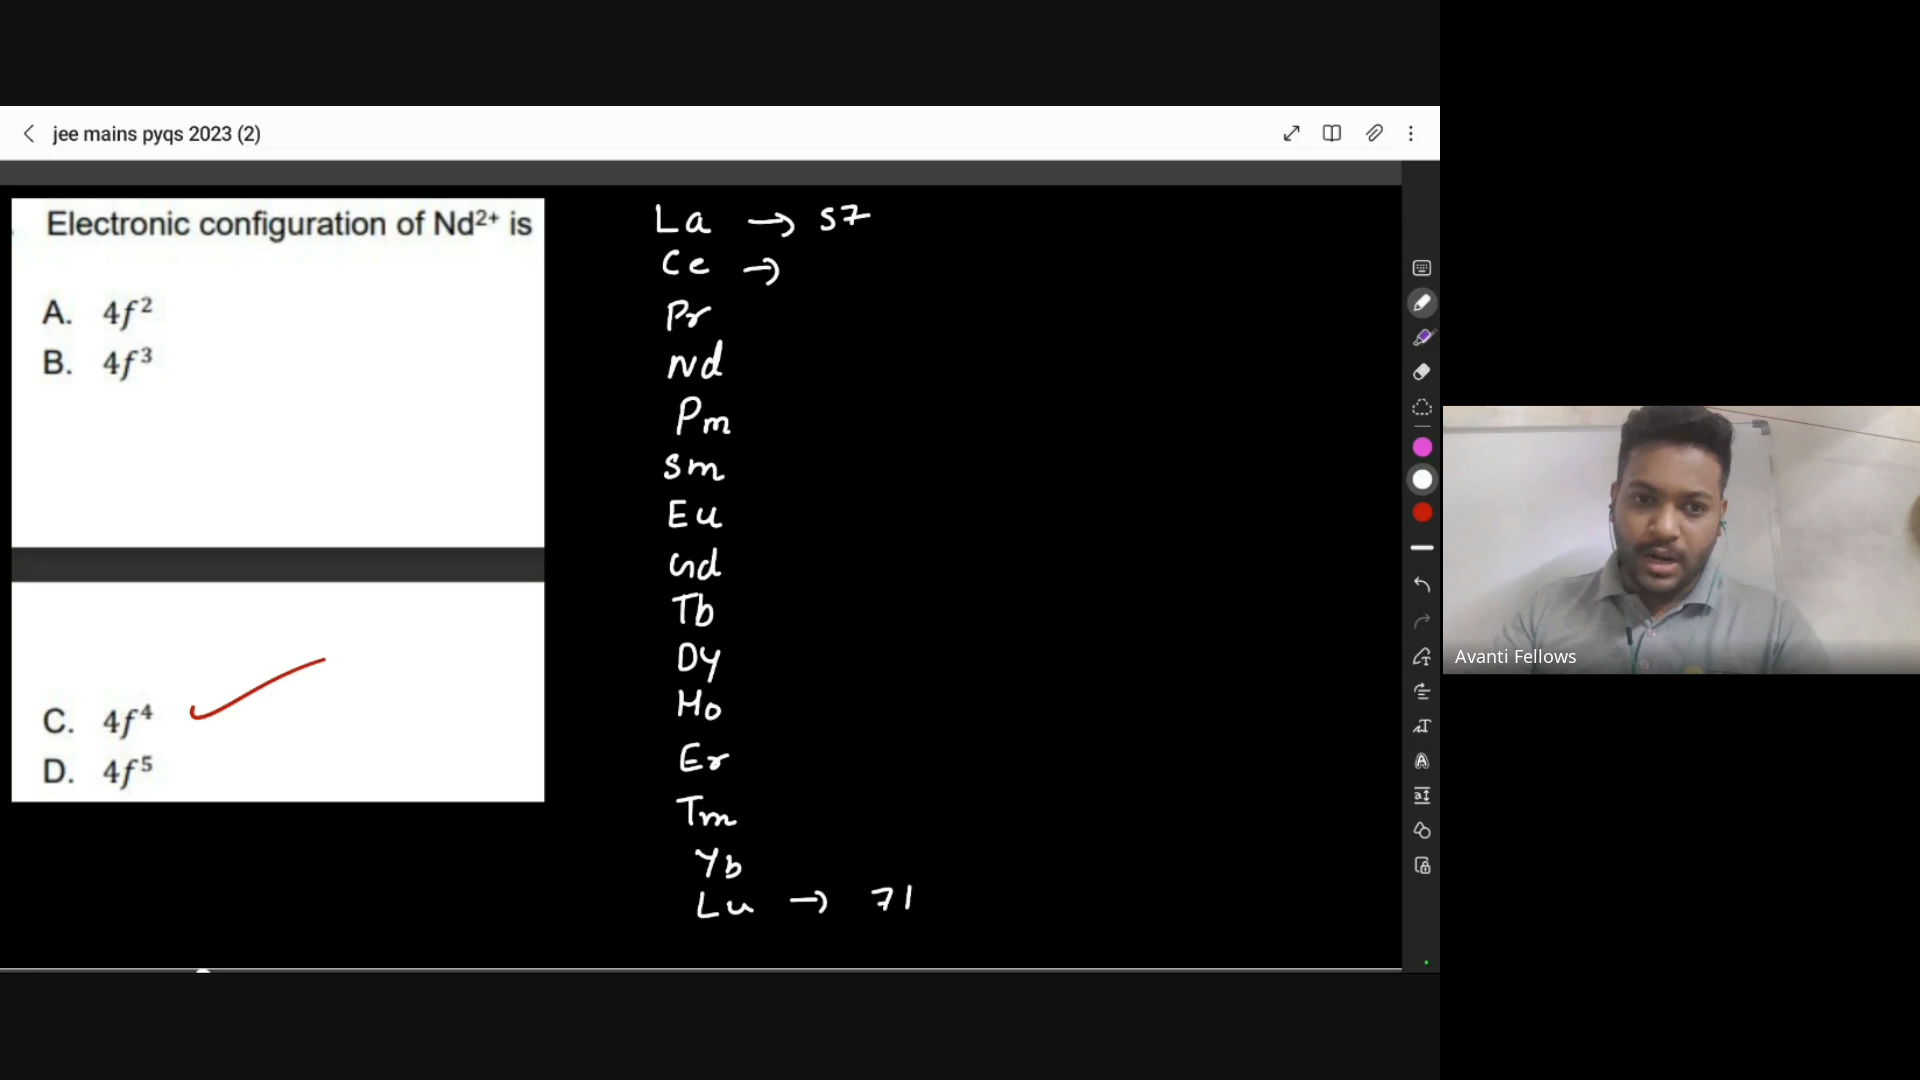 jee mains pyqs 2023 (2)
Electronic configuration of Nd²⁺ is
A. 4f²
B. 4f³
C. 4f⁴
D. 4f⁵
La → 57
Ce →
Pr
Nd
Pm
Sm
Eu
Gd
Tb
Dy
Ho
Er
Tm
Yb
Lu → 71
Avanti Fellows